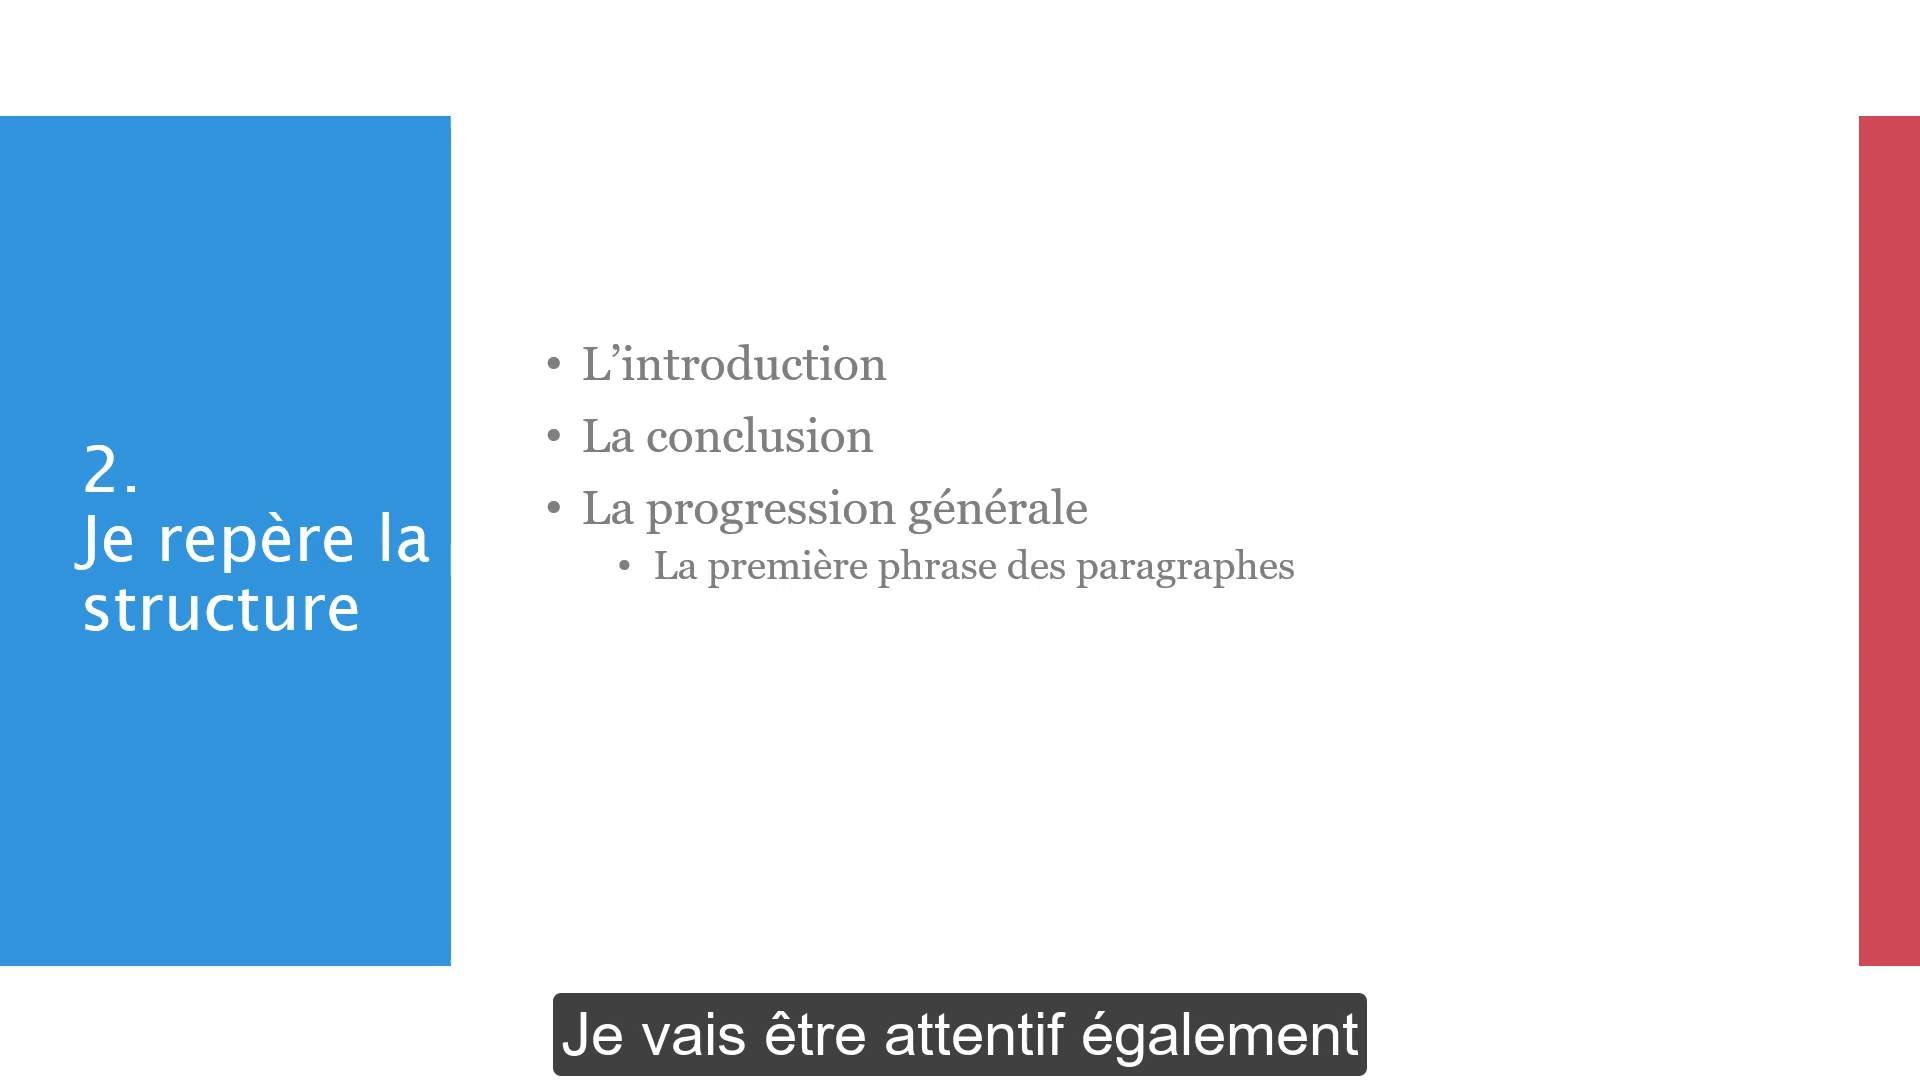 2.
Je repère la
structure
• L’introduction
• La conclusion
• La progression générale
• La première phrase des paragraphes
Je vais être attentif également